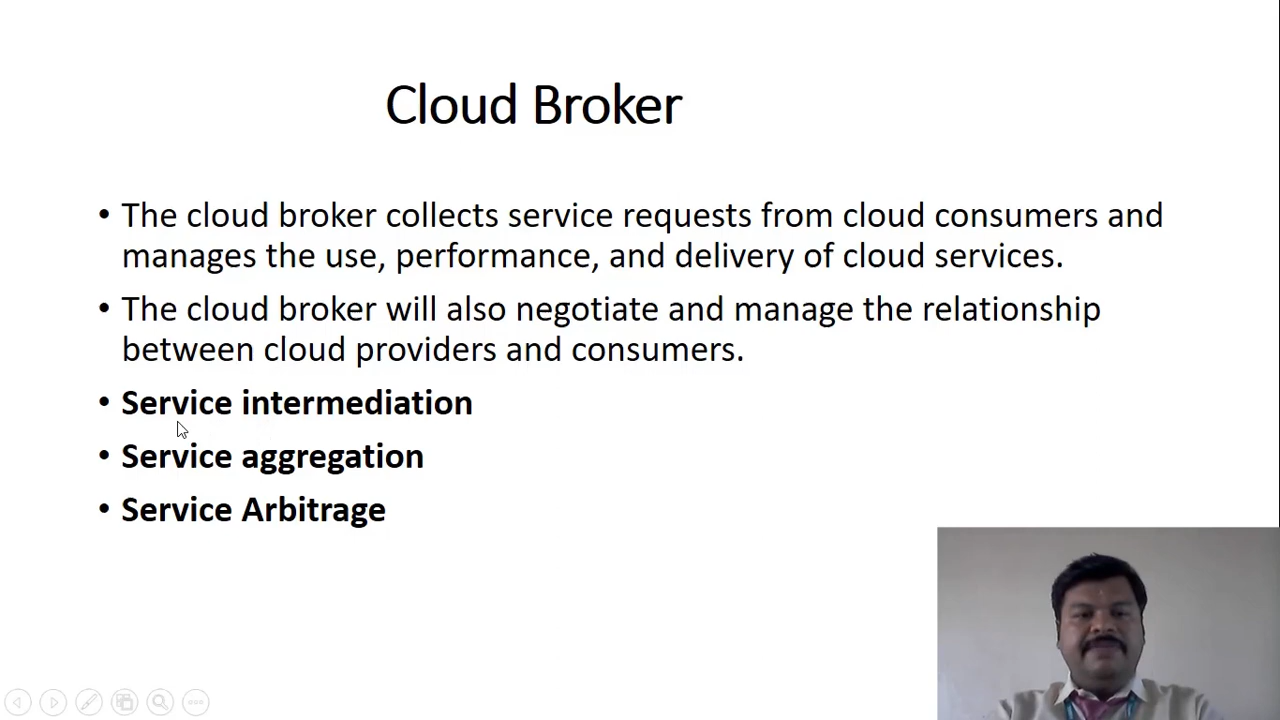 Cloud Broker
• The cloud broker collects service requests from cloud consumers and
manages the use, performance, and delivery of cloud services.
• The cloud broker will also negotiate and manage the relationship
between cloud providers and consumers.
• Service intermediation
• Service aggregation
• Service Arbitrage